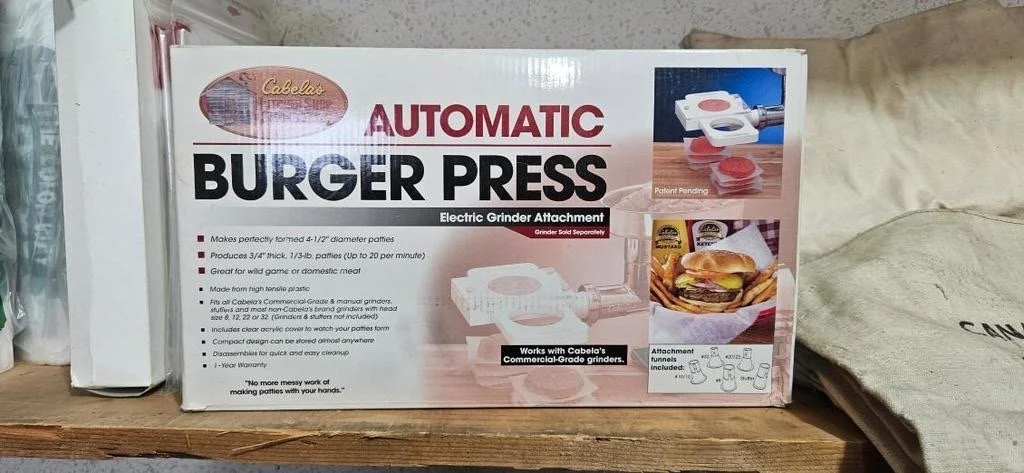 Cabela's
AUTOMATIC
BURGER PRESS
Electric Grinder Attachment
Grinder Sold Separately
Makes perfectly formed 4-1/2" diameter patties
Produces 3/4" thick, 1/3-lb. patties (Up to 20 per minute)
Great for wild game or domestic meat
Made from high tensile plastic
Fits all Cabela's Commercial-Grade & manual grinders,
stuffers and most non-Cabela's brand grinders with head
size 8, 12, 22 or 32. (Grinders & stuffers not included)
Includes clear acrylic cover to watch your patties form
Compact design can be stored almost anywhere
Disassembles for quick and easy cleanup
1-Year Warranty
"No more messy work of
making patties with your hands."
Patent Pending
MUSTARD
Works with Cabela's
Commercial-Grade grinders.
Attachment
funnels
included:
#32
#20/22
#10/12
#8
Stuffer